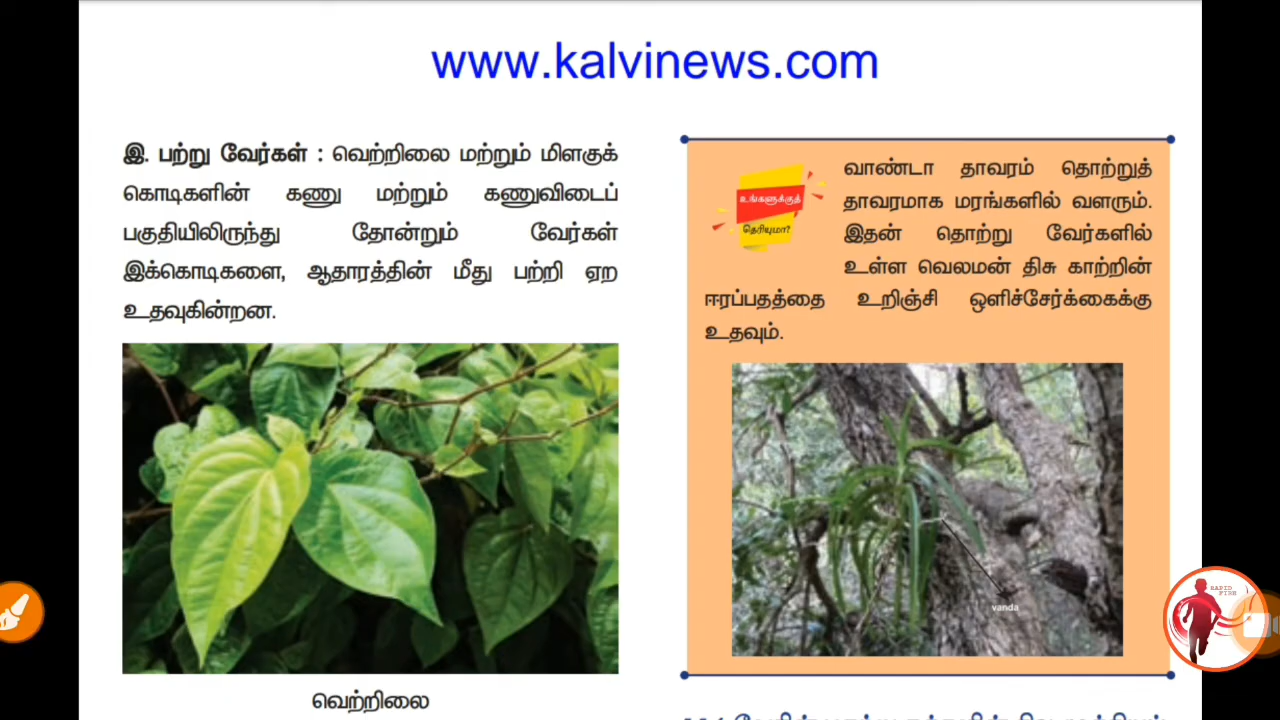 www.kalvinews.com
இ. பற்று வேர்கள் : வெற்றிலை மற்றும் மிளகுக்
கொடிகளின் கணு மற்றும் கணுவிடைப்
பகுதியிலிருந்து தோன்றும் வேர்கள்
இக்கொடிகளை, ஆதாரத்தின் மீது பற்றி ஏற
உதவுகின்றன.
வெற்றிலை
உங்களுக்குத்
தெரியுமா?
வாண்டா தாவரம் தொற்றுத்
தாவரமாக மரங்களில் வளரும்.
இதன் தொற்று வேர்களில்
உள்ள வெலமன் திசு காற்றின்
ஈரப்பதத்தை உறிஞ்சி ஒளிச்சேர்க்கைக்கு
உதவும்.
vanda
RAPID